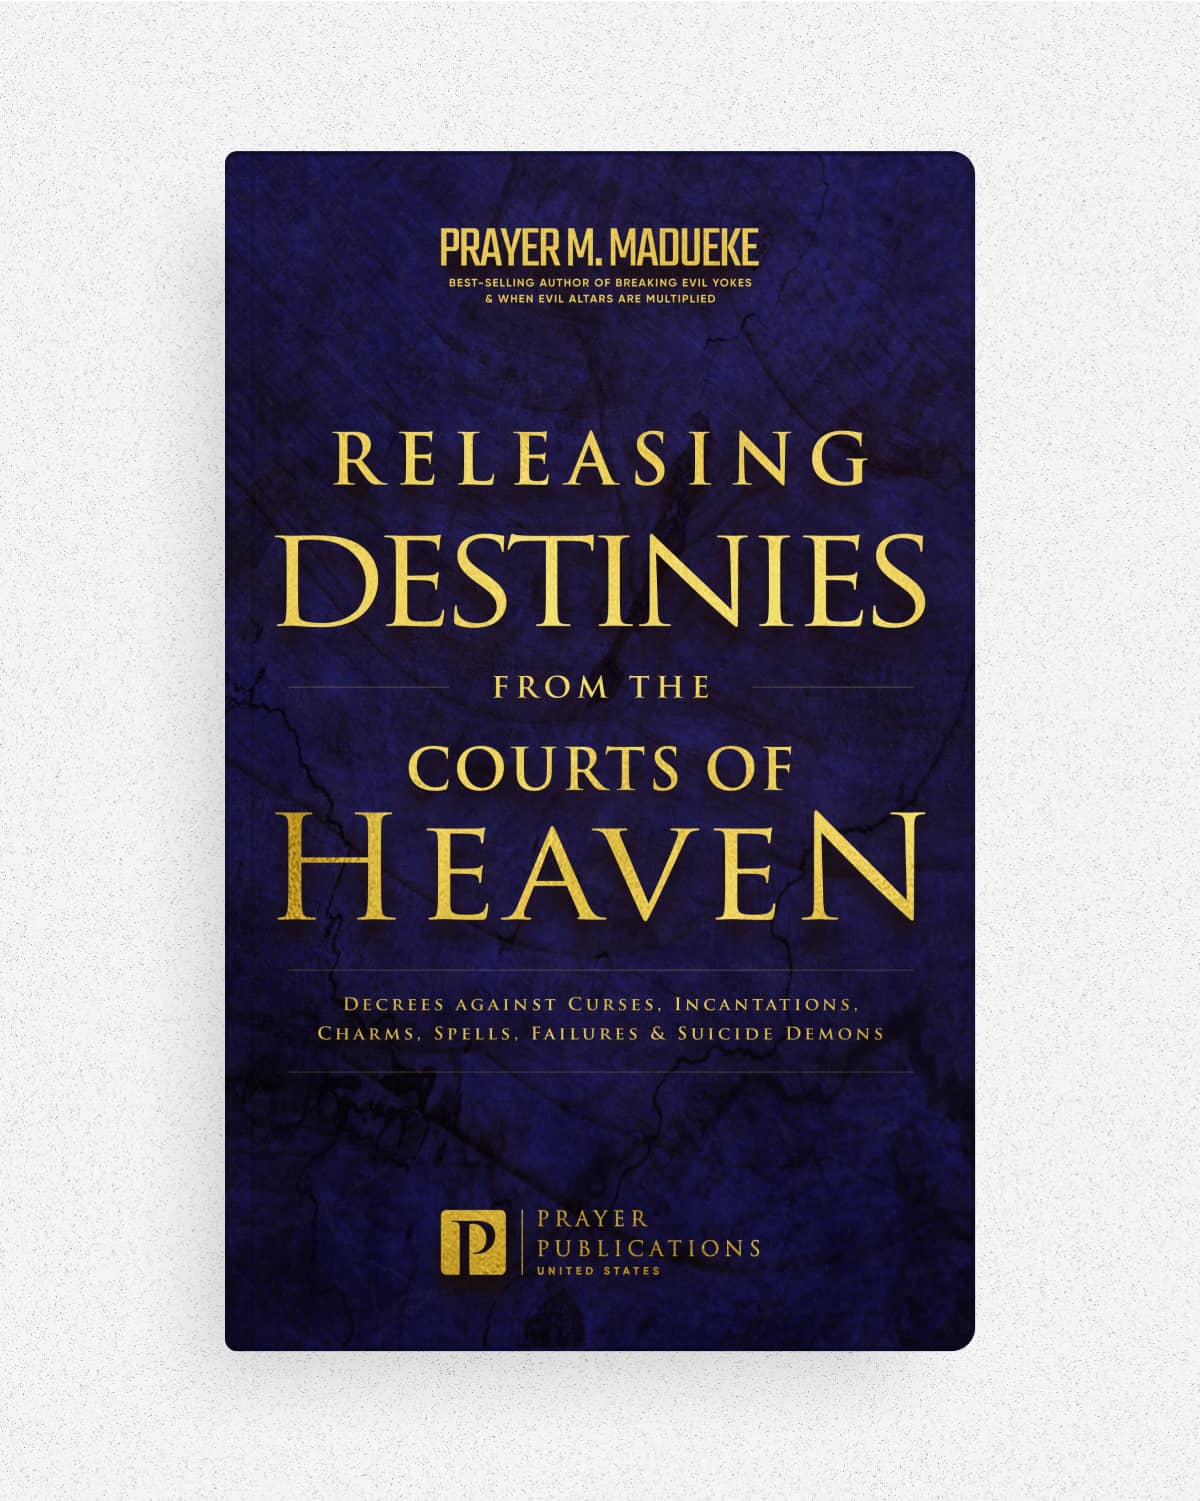 PRAYER M. MADUEKE
BEST-SELLING AUTHOR OF BREAKING EVIL YOKES
& WHEN EVIL ALTARS ARE MULTIPLIED
RELEASING
DESTINIES
FROM THE
COURTS OF
HEAVEN
DECREES AGAINST CURSES, INCANTATIONS,
CHARMS, SPELLS, FAILURES & SUICIDE DEMONS
P
PRAYER
PUBLICATIONS
UNITED STATES